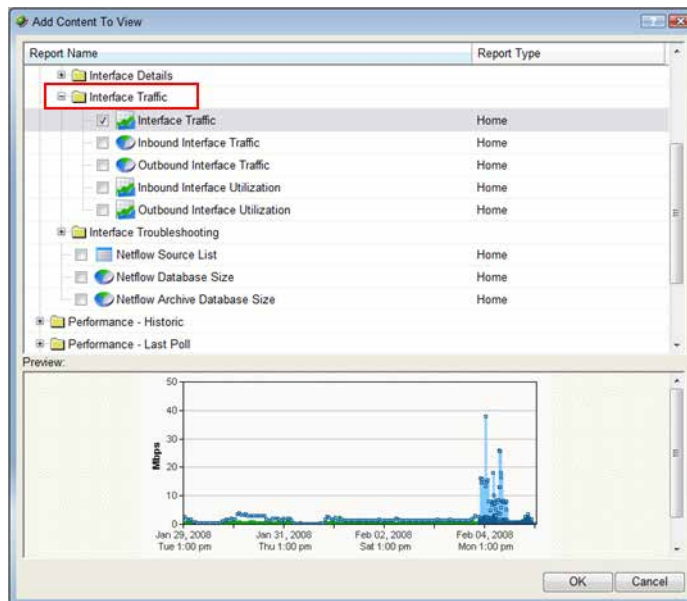 Add Content To View
Report Name Report Type
Interface Details
Interface Traffic
Interface Traffic Home
Inbound Interface Traffic Home
Outbound Interface Traffic Home
Inbound Interface Utilization Home
Outbound Interface Utilization Home
Interface Troubleshooting
Netflow Source List Home
Netflow Database Size Home
Netflow Archive Database Size Home
Performance - Historic
Performance - Last Poll
Preview:
50
40
30
20
10
0
Mbps
Jan 29, 2008 Jan 31, 2008 Feb 02, 2008 Feb 04, 2008
Tue 1:00 pm Thu 1:00 pm Sat 1:00 pm Mon 1:00 pm
OK Cancel